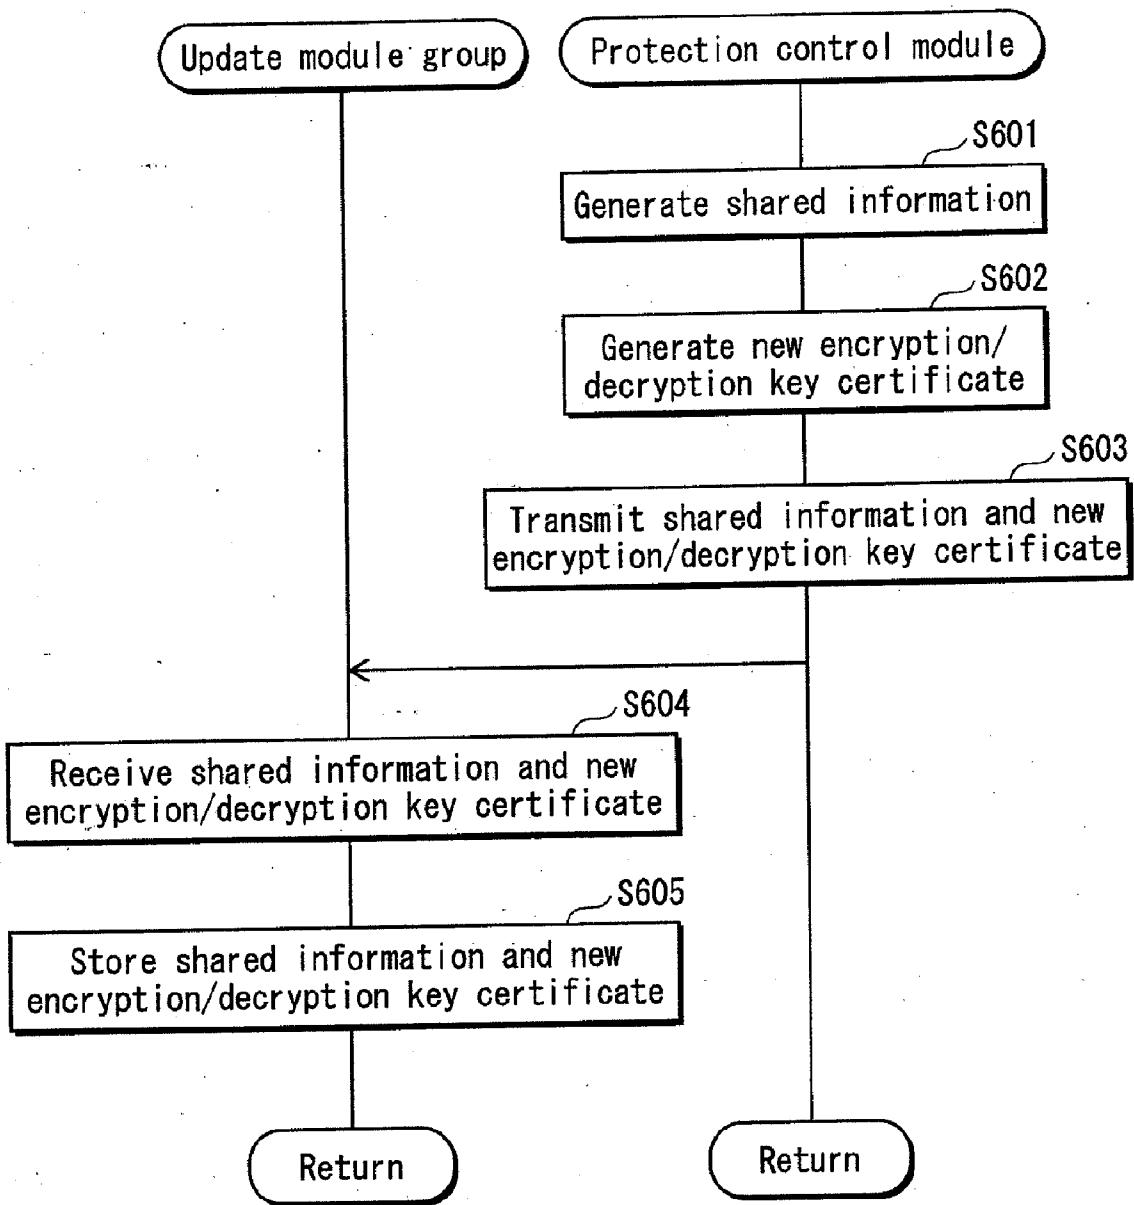 Update module group
Protection control module
S601
Generate shared information
S602
Generate new encryption/
decryption key certificate
S603
Transmit shared information and new
encryption/decryption key certificate
S604
Receive shared information and new
encryption/decryption key certificate
S605
Store shared information and new
encryption/decryption key certificate
Return
Return